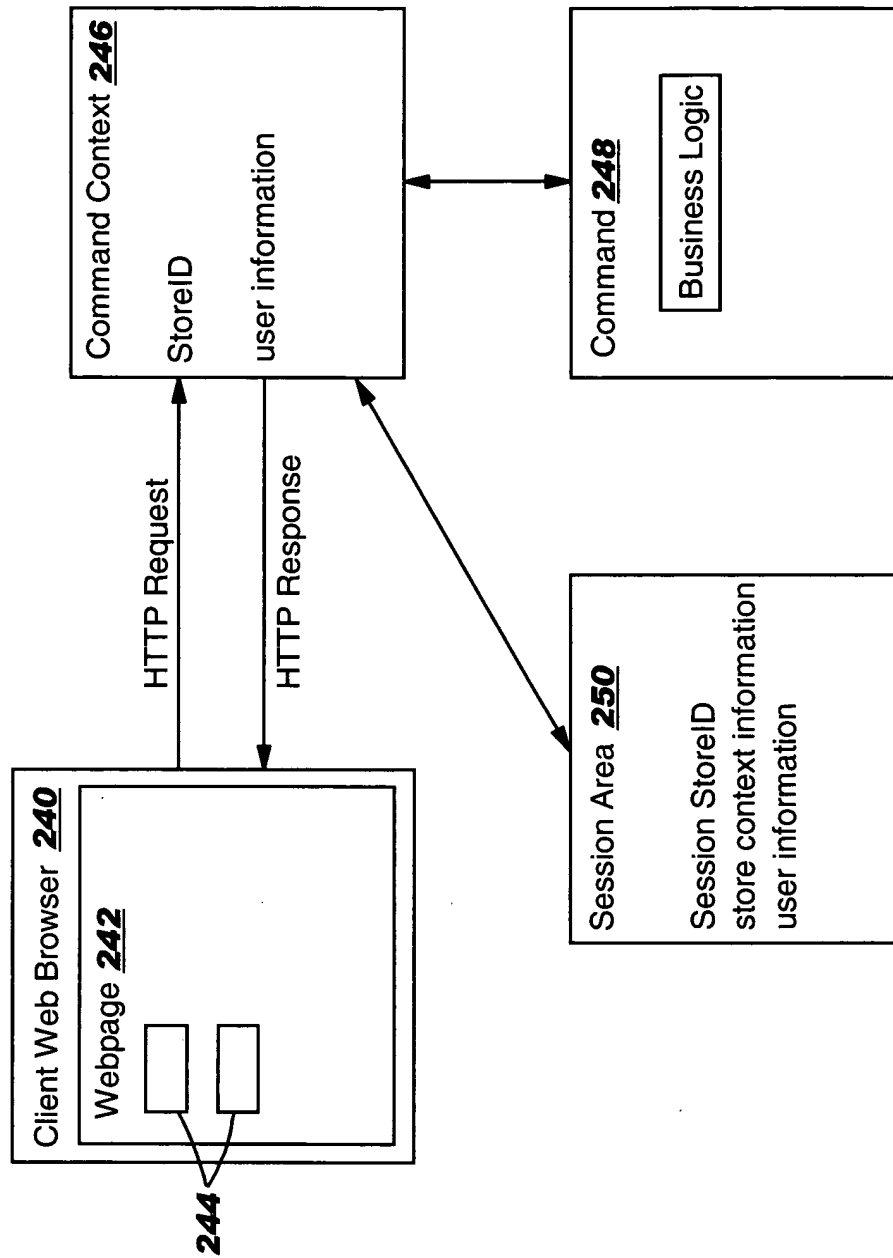 Client Web Browser 240
Webpage 242
244
HTTP Request
HTTP Response
Command Context 246
StoreID
user information
Session Area 250
Session StoreID
store context information
user information
Command 248
Business Logic